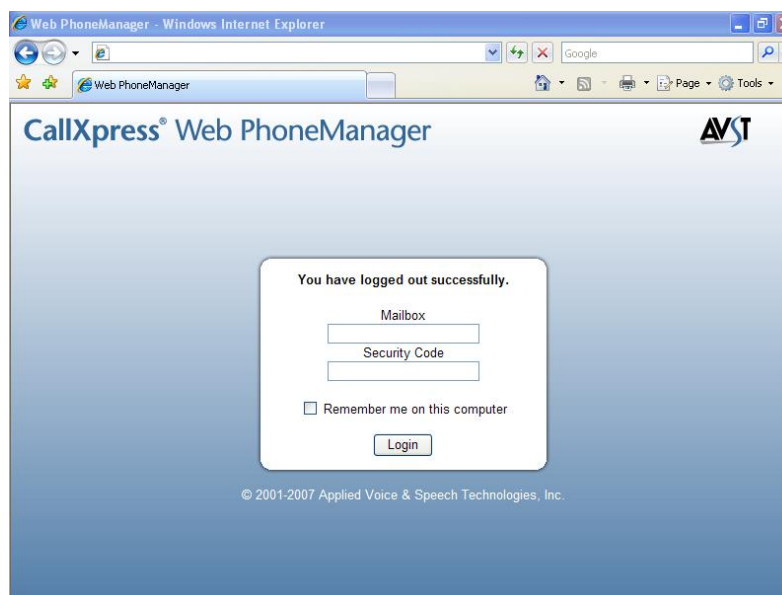 Web PhoneManager - Windows Internet Explorer
Google
Web PhoneManager
Page
Tools
CallXpress® Web PhoneManager
AVST
You have logged out successfully.
Mailbox
Security Code
Remember me on this computer
Login
© 2001-2007 Applied Voice & Speech Technologies, Inc.